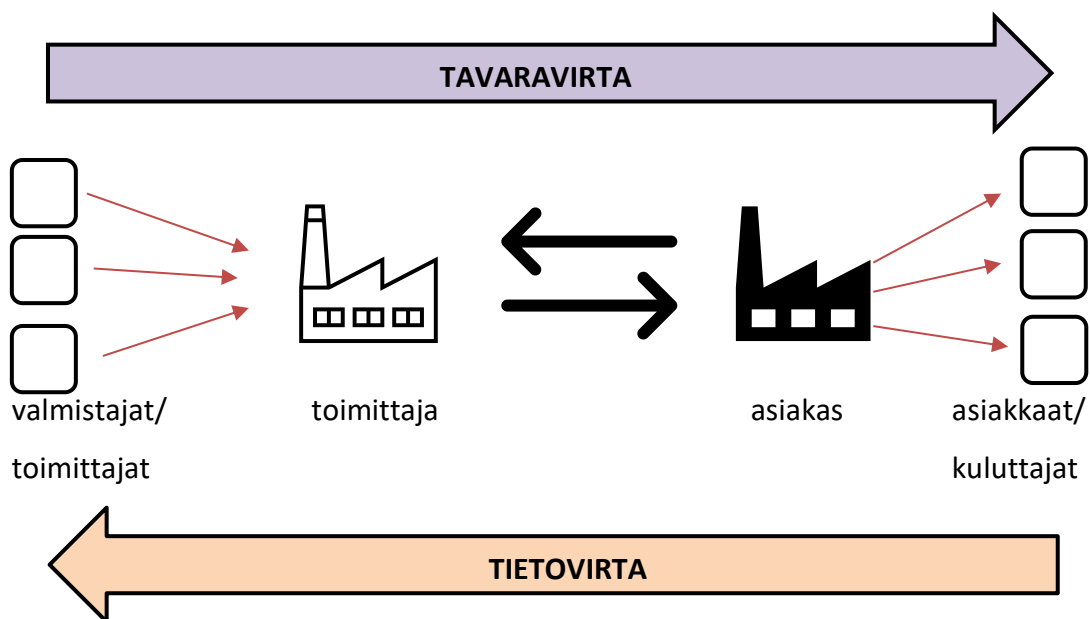 TAVARAVIRTA
valmistajat/
toimittajat
toimittaja
asiakas
asiakkaat/
kuluttajat
TIETOVIRTA